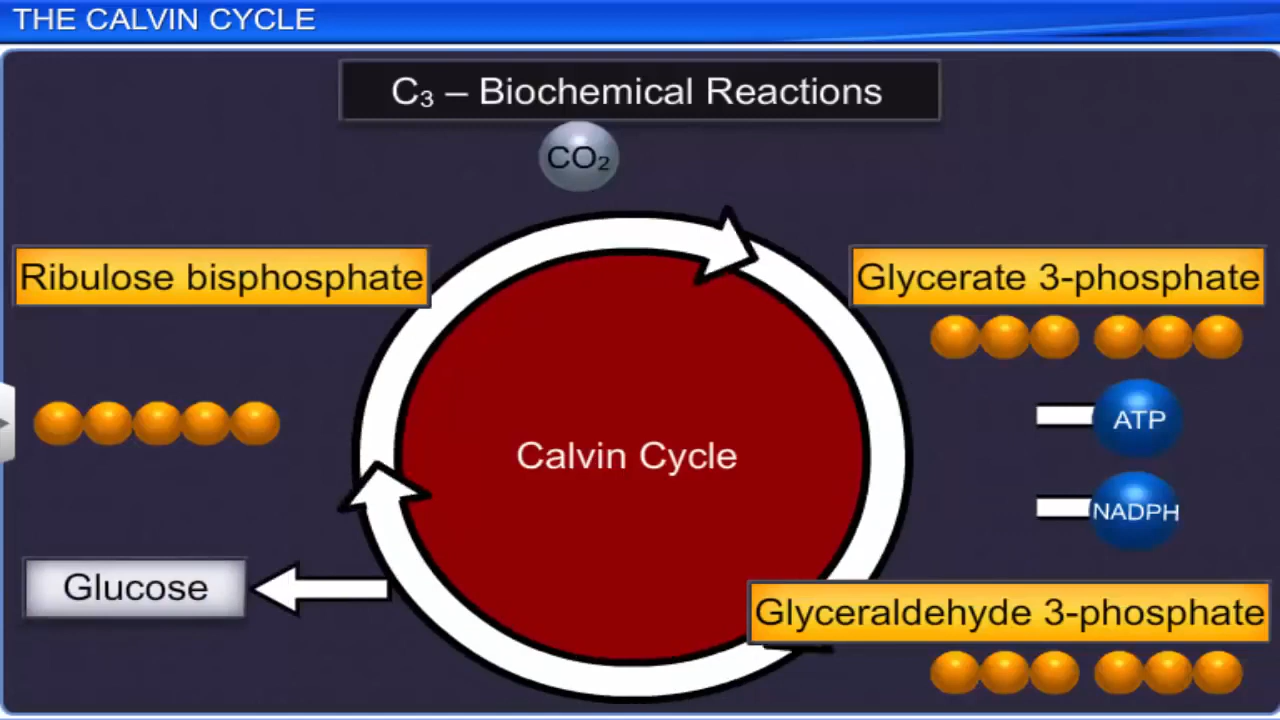 THE CALVIN CYCLE
C₃ – Biochemical Reactions
CO₂
Ribulose bisphosphate
Glycerate 3-phosphate
ATP
Calvin Cycle
NADPH
Glucose
Glyceraldehyde 3-phosphate